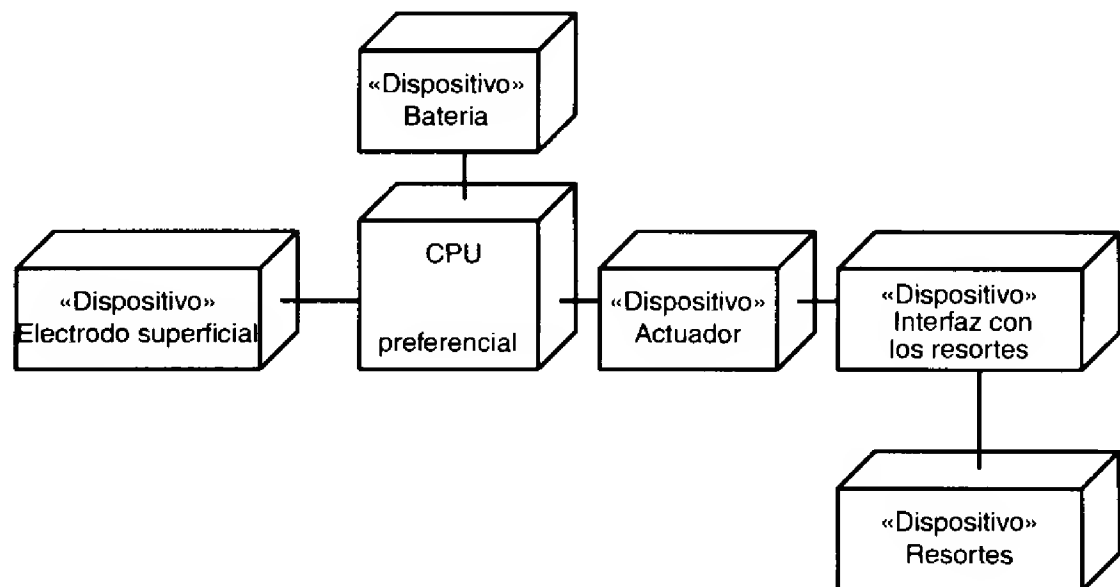 «Dispositivo»
Bateria
CPU
preferencial
«Dispositivo»
Electrodo superficial
«Dispositivo»
Actuador
«Dispositivo»
Interfaz con
los resortes
«Dispositivo»
Resortes